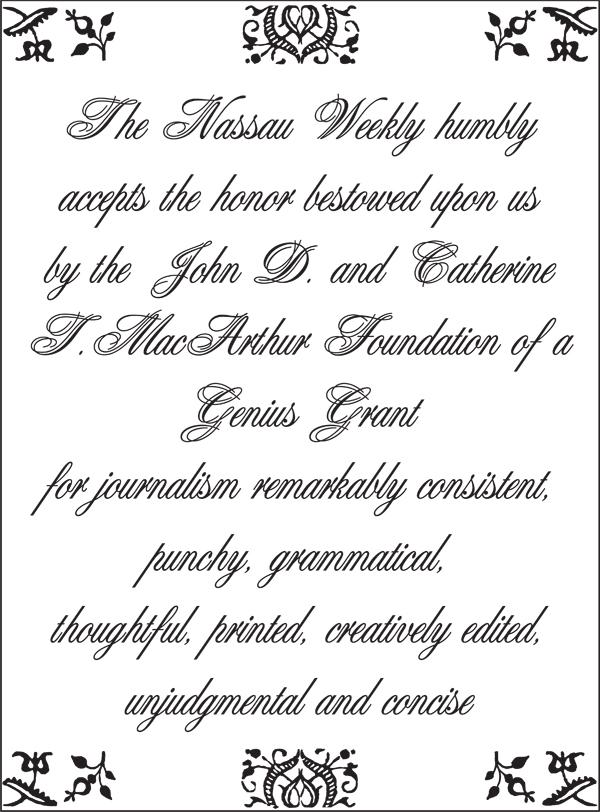 The Nassau Weekly humbly
accepts the honor bestowed upon us
by the John D. and Catherine
T. MacArthur Foundation of a
Genius Grant
for journalism remarkably consistent,
punchy, grammatical,
thoughtful, printed, creatively edited,
unjudgmental and concise